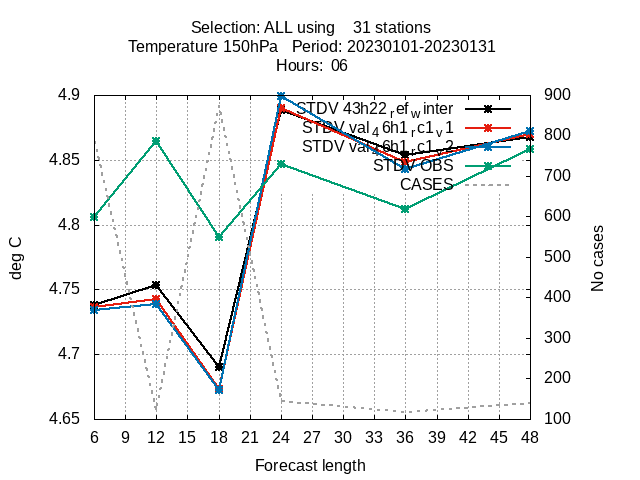 Selection: ALL using    31 stations
Temperature 150hPa   Period: 20230101-20230131
Hours:  06
4.9
4.85
4.8
4.75
4.7
4.65
deg C
STDV 43h22refwinter
STDV val46h1rc1v1
STDV val46h1rc1v2
STDV OBS
CASES
900
800
700
600
500
400
300
200
100
No cases
6 9 12 15 18 21 24 27 30 33 36 39 42 45 48
Forecast length